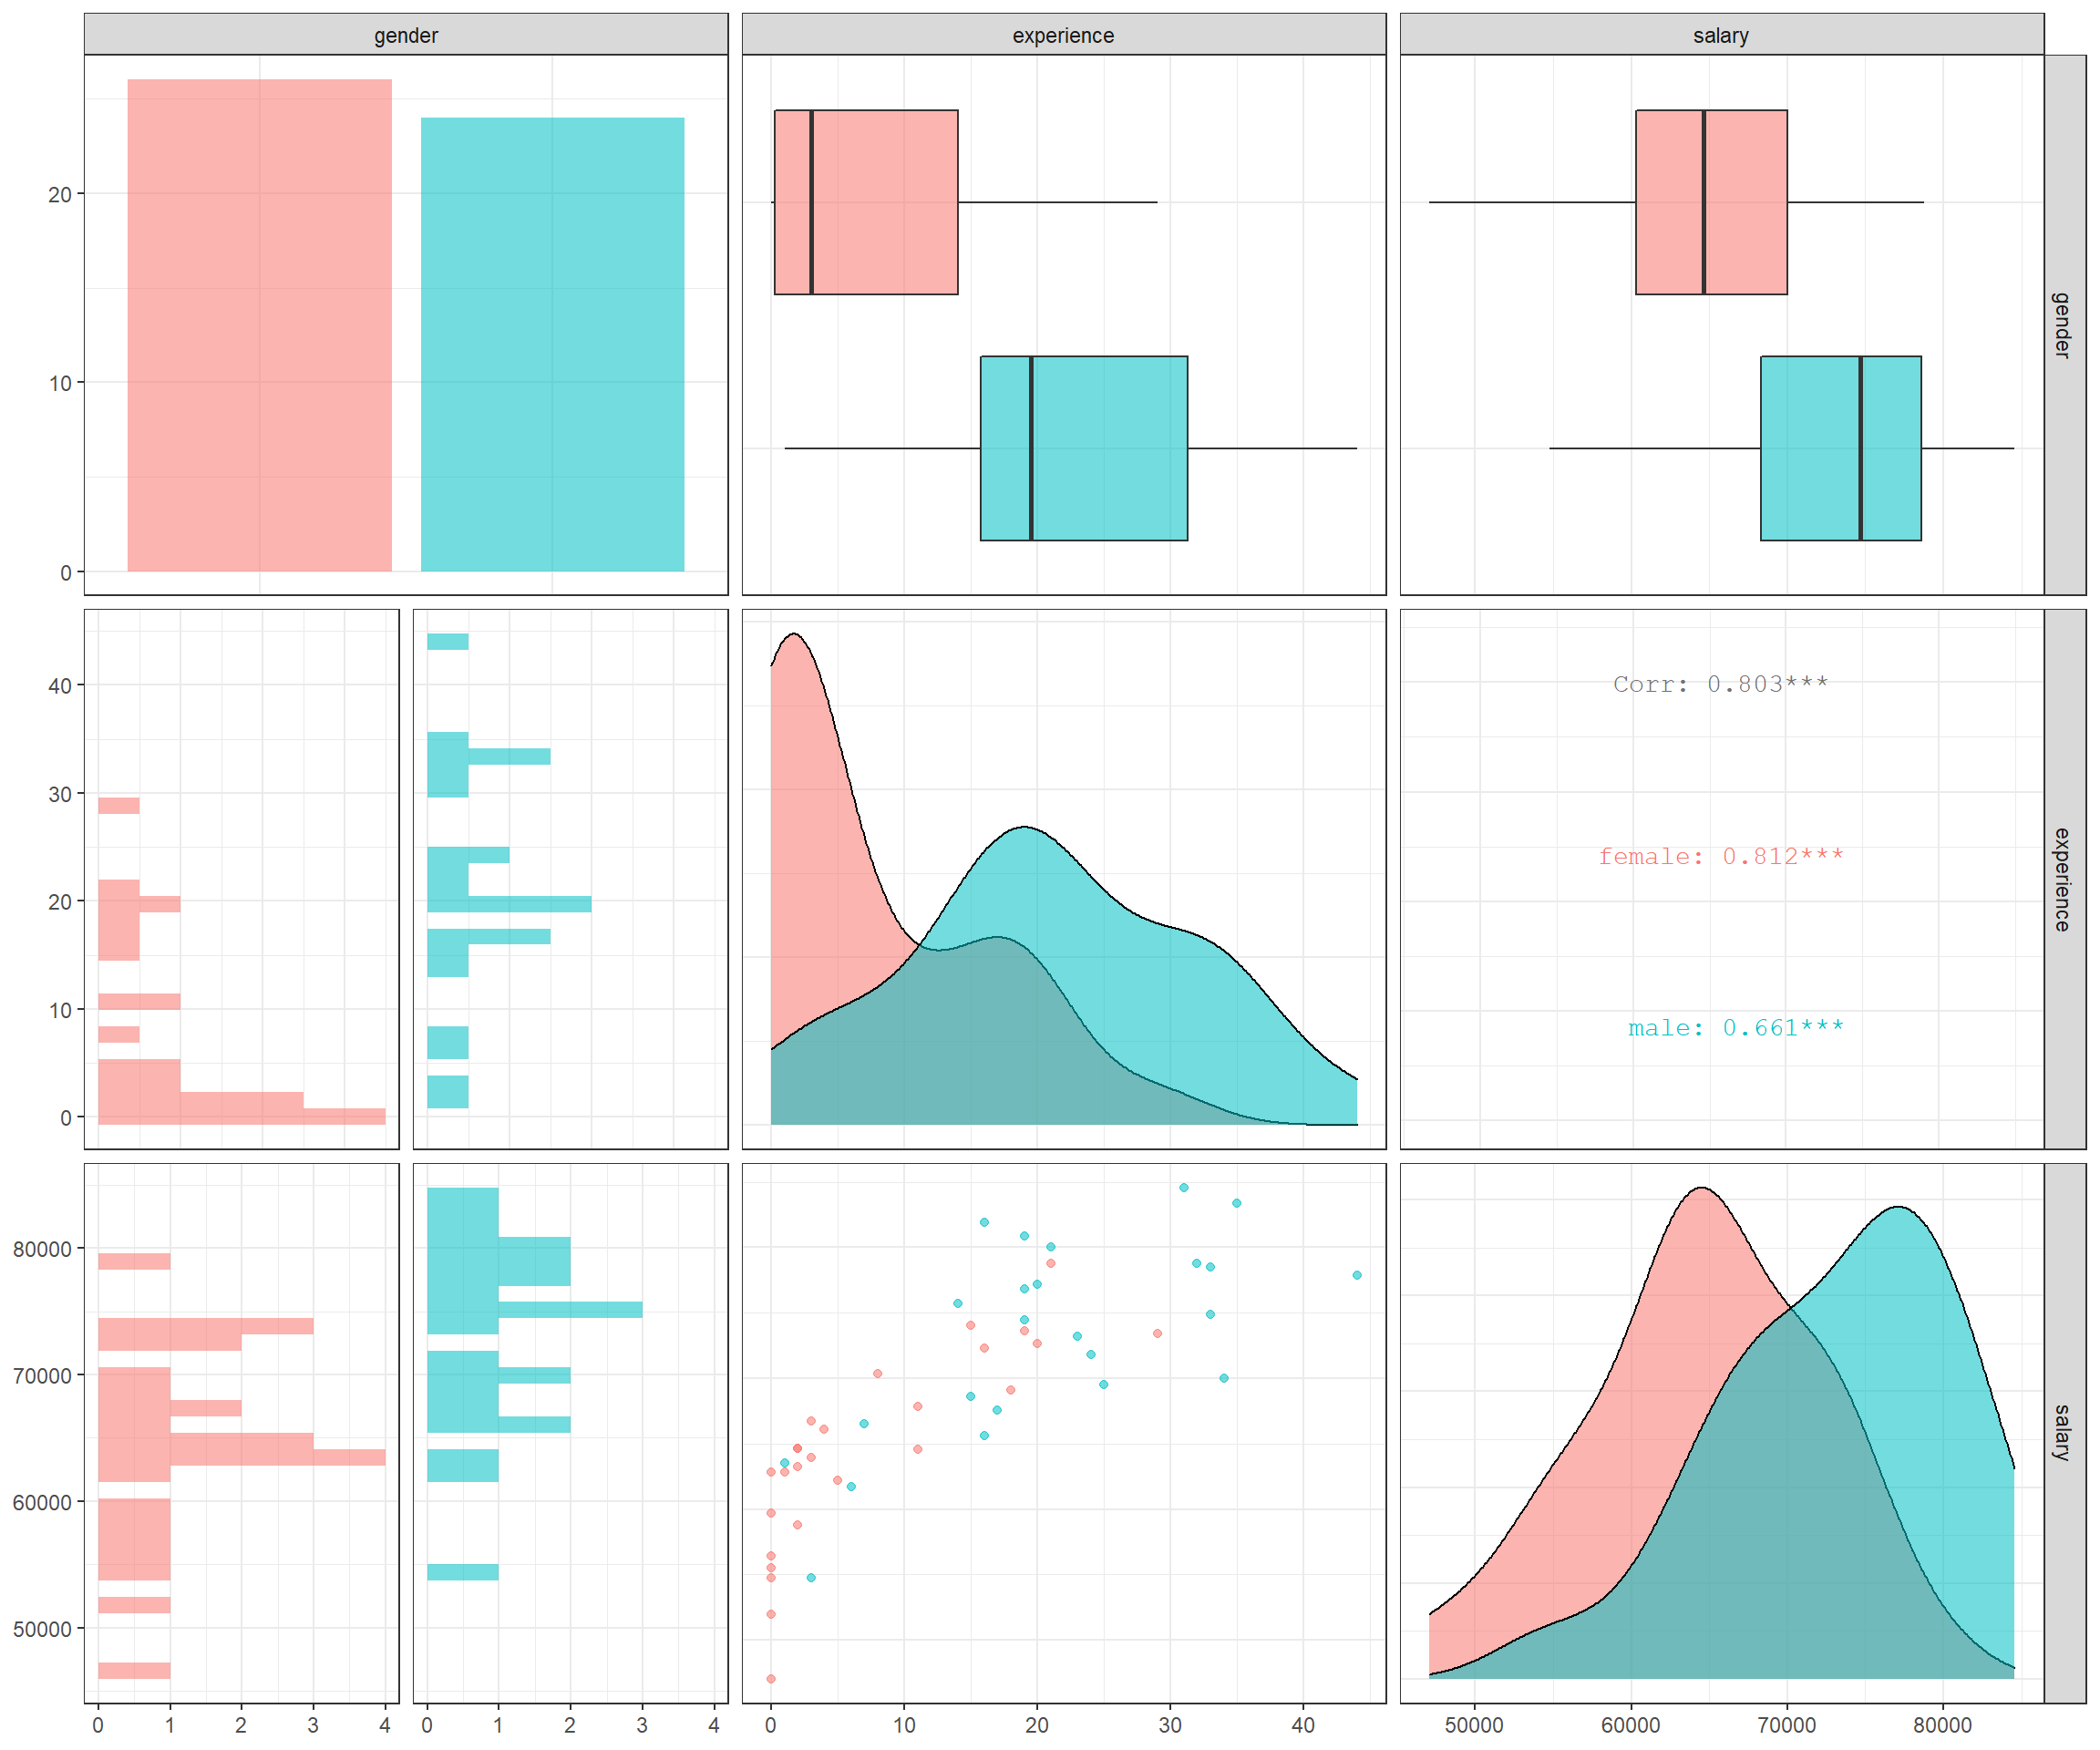 gender
experience
salary
20
10
0
gender
40
30
20
10
0
Corr: 0.803***
female: 0.812***
male: 0.661***
experience
80000
70000
60000
50000
salary
0 1 2 3 4
0 1 2 3 4
0 10 20 30 40
50000 60000 70000 80000